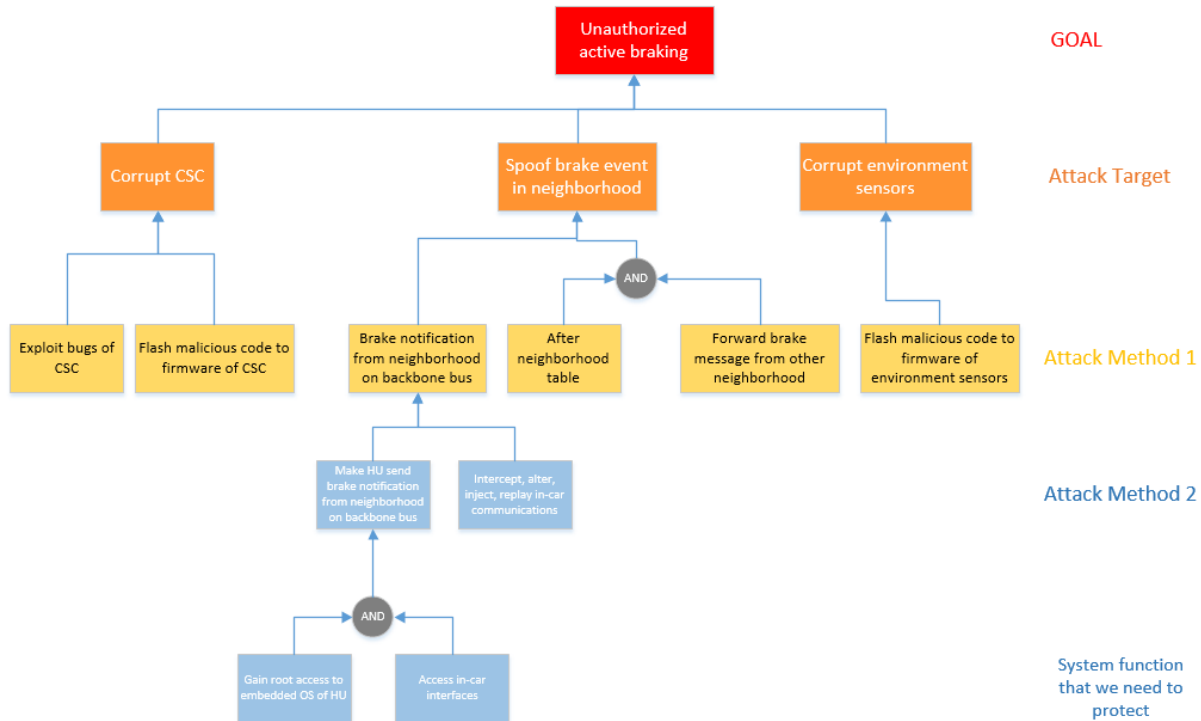 Unauthorized
active braking
GOAL
Corrupt CSC
Spoof brake event
in neighborhood
Corrupt environment
sensors
Attack Target
AND
Exploit bugs of
CSC
Flash malicious code to
firmware of CSC
Brake notification
from neighborhood
on backbone bus
After
neighborhood
table
Forward brake
message from other
neighborhood
Flash malicious code to
firmware of
environment sensors
Attack Method 1
Make HU send
brake notification
from neighborhood
on backbone bus
Intercept, alter,
inject, replay in-car
communications
Attack Method 2
AND
Gain root access to
embedded OS of HU
Access in-car
interfaces
System function
that we need to
protect